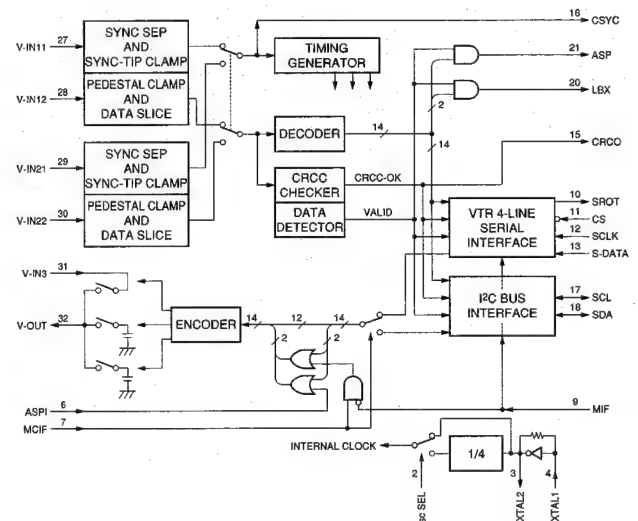 16 CSYC
V-IN11 27
SYNC SEP
AND
SYNC-TIP CLAMP
TIMING
GENERATOR
21 ASP
V-IN12 28
PEDESTAL CLAMP
AND
DATA SLICE
20 LBX
2
DECODER
14
15 CRCO
14
V-IN21 29
SYNC SEP
AND
SYNC-TIP CLAMP
CRCC
CHECKER
CRCC-OK
V-IN22 30
PEDESTAL CLAMP
AND
DATA SLICE
DATA
DETECTOR
VALID
VTR 4-LINE
SERIAL
INTERFACE
10 SROT
11 CS
12 SCLK
13 S-DATA
V-IN3 31
I²C BUS
INTERFACE
17 SCL
18 SDA
V-OUT 32
ENCODER
14 12 14
2 2
ASPI 6
MCIF 7
9 MIF
INTERNAL CLOCK
1/4
2 3 4
SC SEL
XTAL2
XTAL1